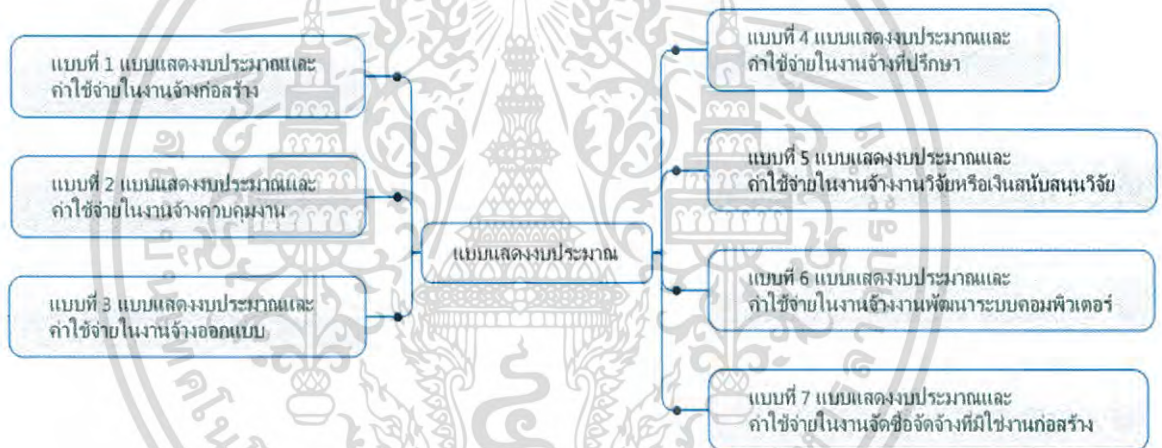 แบบที่ 1 แบบแสดงงบประมาณและ
ค่าใช้จ่ายในงานจ้างก่อสร้าง
แบบที่ 2 แบบแสดงงบประมาณและ
ค่าใช้จ่ายในงานจ้างควบคุมงาน
แบบที่ 3 แบบแสดงงบประมาณและ
ค่าใช้จ่ายในงานจ้างออกแบบ
แบบแสดงงบประมาณ
แบบที่ 4 แบบแสดงงบประมาณและ
ค่าใช้จ่ายในงานจ้างที่ปรึกษา
แบบที่ 5 แบบแสดงงบประมาณและ
ค่าใช้จ่ายในงานจ้างงานวิจัยหรือเงินสนับสนุนวิจัย
แบบที่ 6 แบบแสดงงบประมาณและ
ค่าใช้จ่ายในงานจ้างงานพัฒนาระบบคอมพิวเตอร์
แบบที่ 7 แบบแสดงงบประมาณและ
ค่าใช้จ่ายในงานจัดซื้อจัดจ้างที่มิใช่งานก่อสร้าง